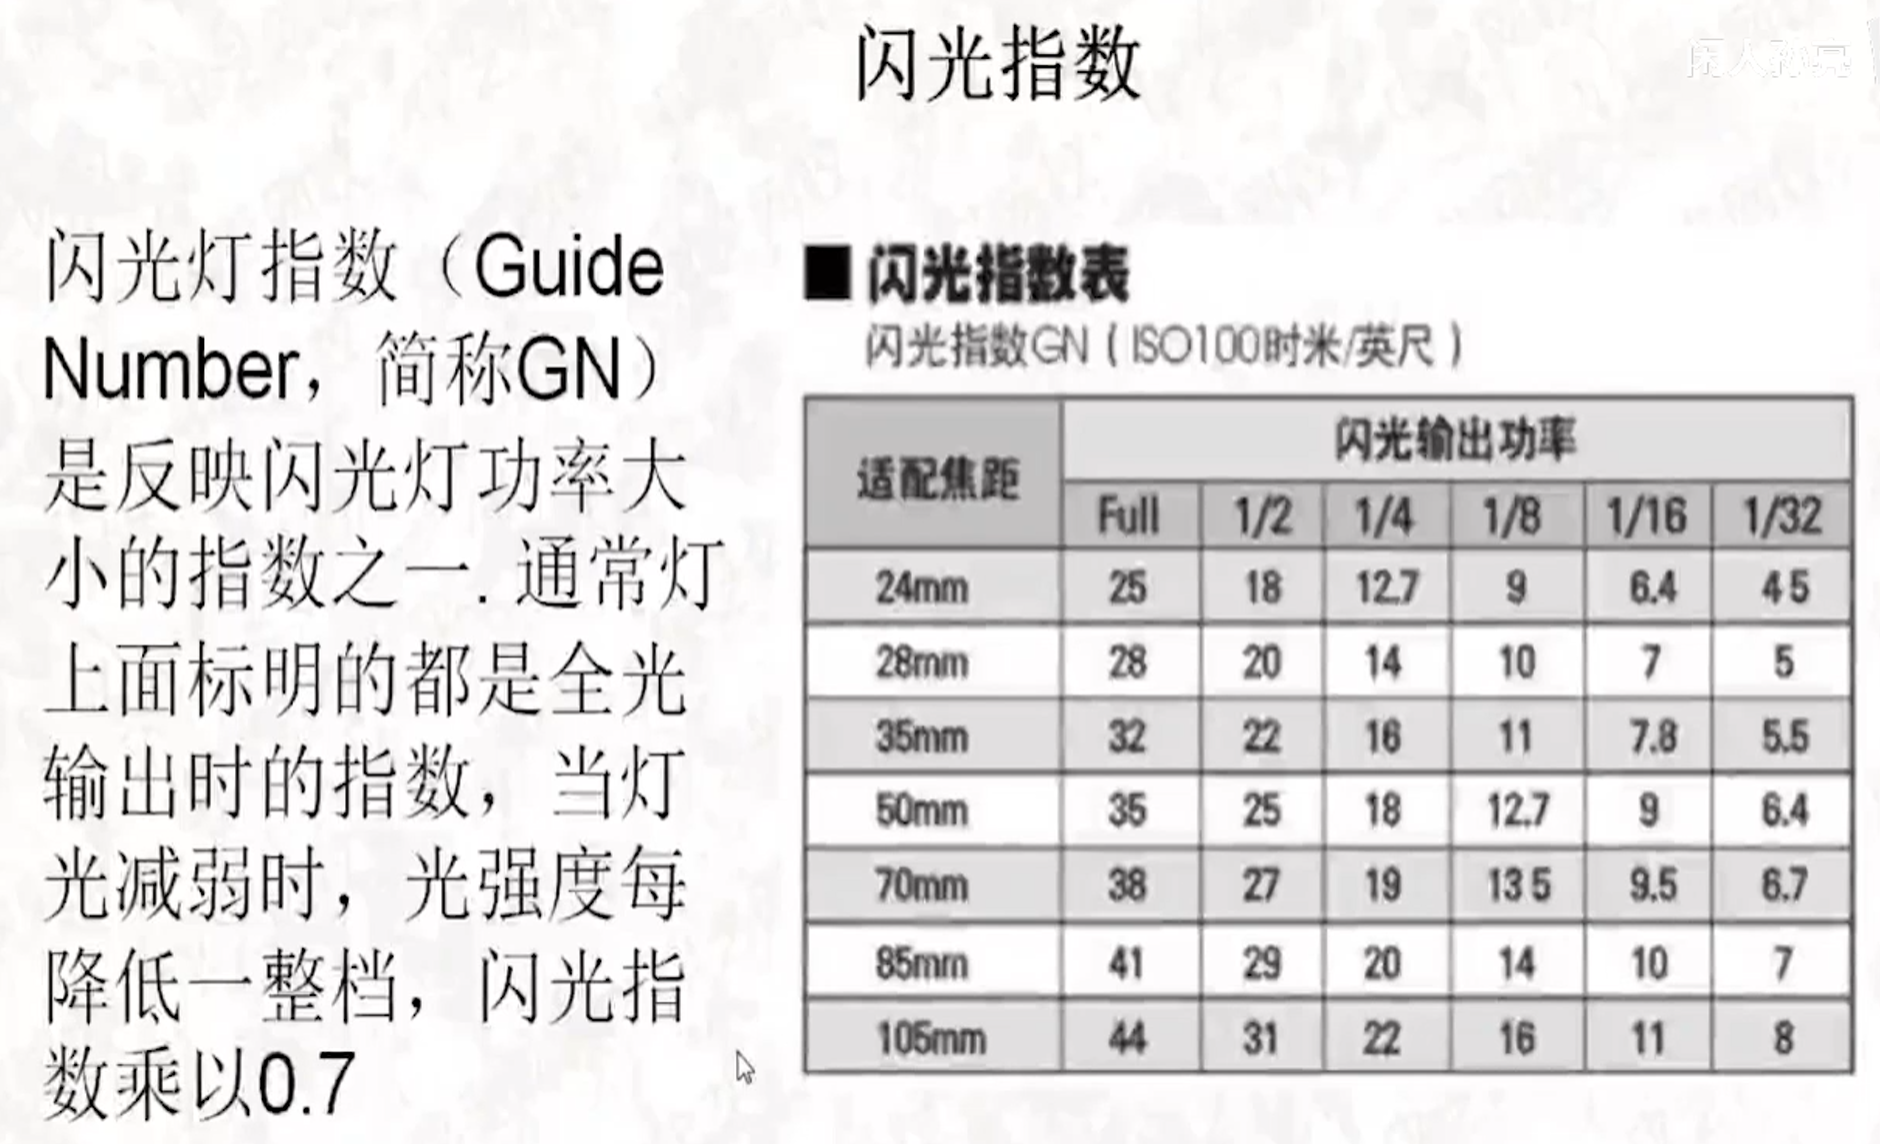 闪光指数
闲人孙亮
闪光灯指数（Guide
Number，简称GN）
是反映闪光灯功率大
小的指数之一. 通常灯
上面标明的都是全光
输出时的指数，当灯
光减弱时，光强度每
降低一整档，闪光指
数乘以0.7
■ 闪光指数表
闪光指数GN（ISO100时米/英尺）
适配焦距 闪光输出功率
Full 1/2 1/4 1/8 1/16 1/32
24mm 25 18 12.7 9 6.4 4 5
28mm 28 20 14 10 7 5
35mm 32 22 16 11 7.8 5.5
50mm 35 25 18 12.7 9 6.4
70mm 38 27 19 13 5 9.5 6.7
85mm 41 29 20 14 10 7
105mm 44 31 22 16 11 8